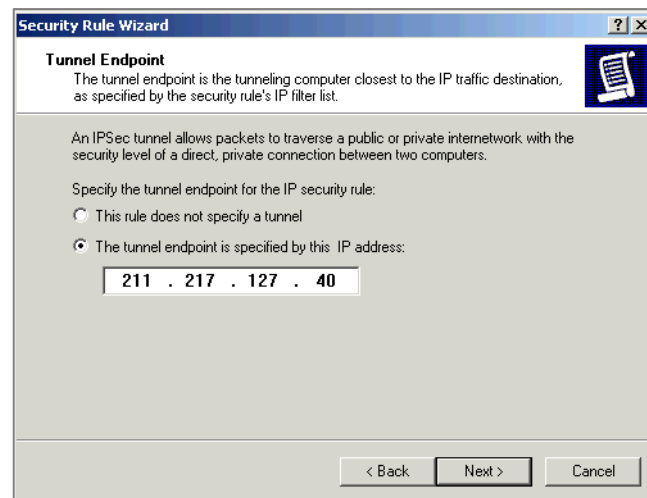 Security Rule Wizard
Tunnel Endpoint
The tunnel endpoint is the tunneling computer closest to the IP traffic destination,
as specified by the security rule's IP filter list.
An IPSec tunnel allows packets to traverse a public or private internetwork with the
security level of a direct, private connection between two computers.
Specify the tunnel endpoint for the IP security rule:
This rule does not specify a tunnel
The tunnel endpoint is specified by this IP address:
211 . 217 . 127 . 40
< Back Next > Cancel